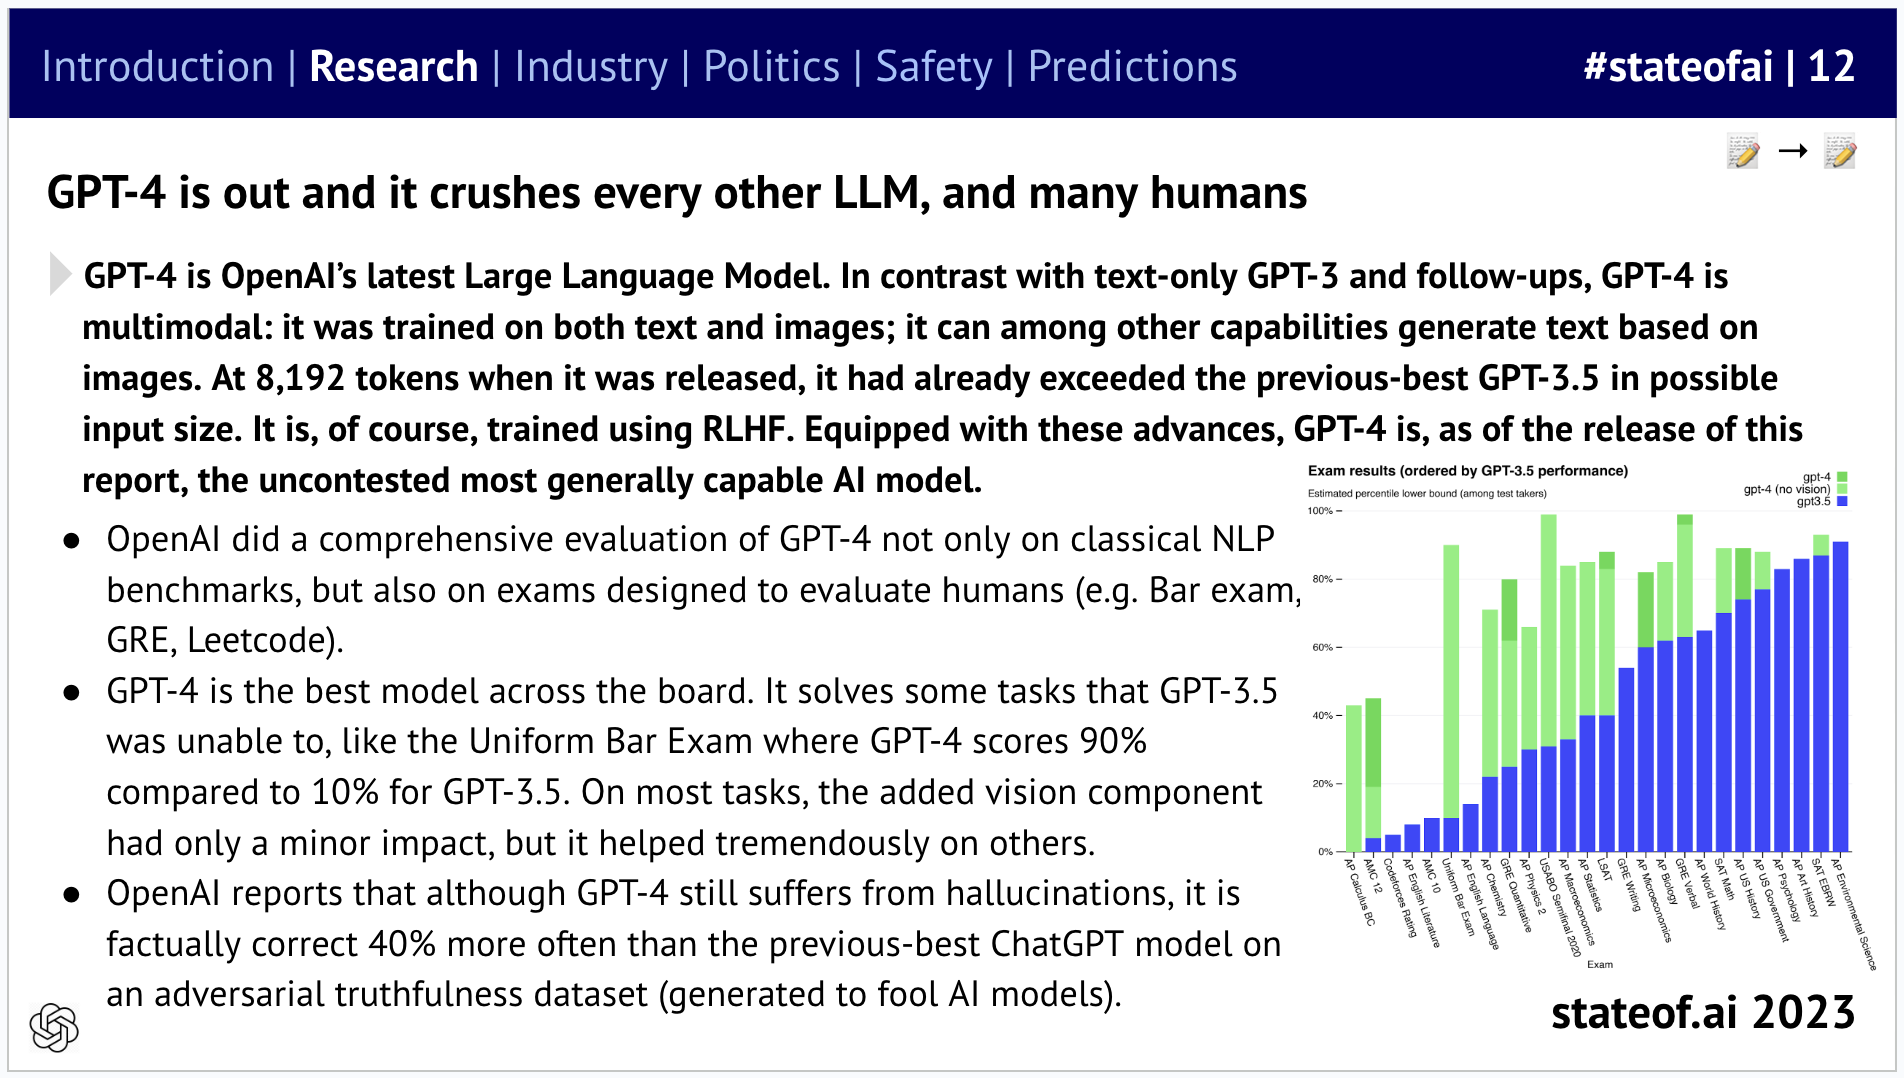 Introduction | Research | Industry | Politics | Safety | Predictions
#stateofai | 12
GPT-4 is out and it crushes every other LLM, and many humans
GPT-4 is OpenAI’s latest Large Language Model. In contrast with text-only GPT-3 and follow-ups, GPT-4 is
multimodal: it was trained on both text and images; it can among other capabilities generate text based on
images. At 8,192 tokens when it was released, it had already exceeded the previous-best GPT-3.5 in possible
input size. It is, of course, trained using RLHF. Equipped with these advances, GPT-4 is, as of the release of this
report, the uncontested most generally capable AI model.
● OpenAI did a comprehensive evaluation of GPT-4 not only on classical NLP
benchmarks, but also on exams designed to evaluate humans (e.g. Bar exam,
GRE, Leetcode).
● GPT-4 is the best model across the board. It solves some tasks that GPT-3.5
was unable to, like the Uniform Bar Exam where GPT-4 scores 90%
compared to 10% for GPT-3.5. On most tasks, the added vision component
had only a minor impact, but it helped tremendously on others.
● OpenAI reports that although GPT-4 still suffers from hallucinations, it is
factually correct 40% more often than the previous-best ChatGPT model on
an adversarial truthfulness dataset (generated to fool AI models).
Exam results (ordered by GPT-3.5 performance)
Estimated percentile lower bound (among test takers)
gpt-4
gpt-4 (no vision)
gpt3.5
100%
80%
60%
40%
20%
0%
AP Calculus BC
AMC 12
Codeforces Rating
AP English Literature
AMC 10
Uniform Bar Exam
AP English Language
AP Chemistry
GRE Quantitative
AP Physics 2
USABO Semifinal 2020
AP Macroeconomics
AP Statistics
LSAT
GRE Writing
AP Microeconomics
AP Biology
GRE Verbal
AP World History
SAT Math
AP US History
AP US Government
AP Psychology
AP Art History
SAT EBRW
AP Environmental Science
Exam
stateof.ai 2023